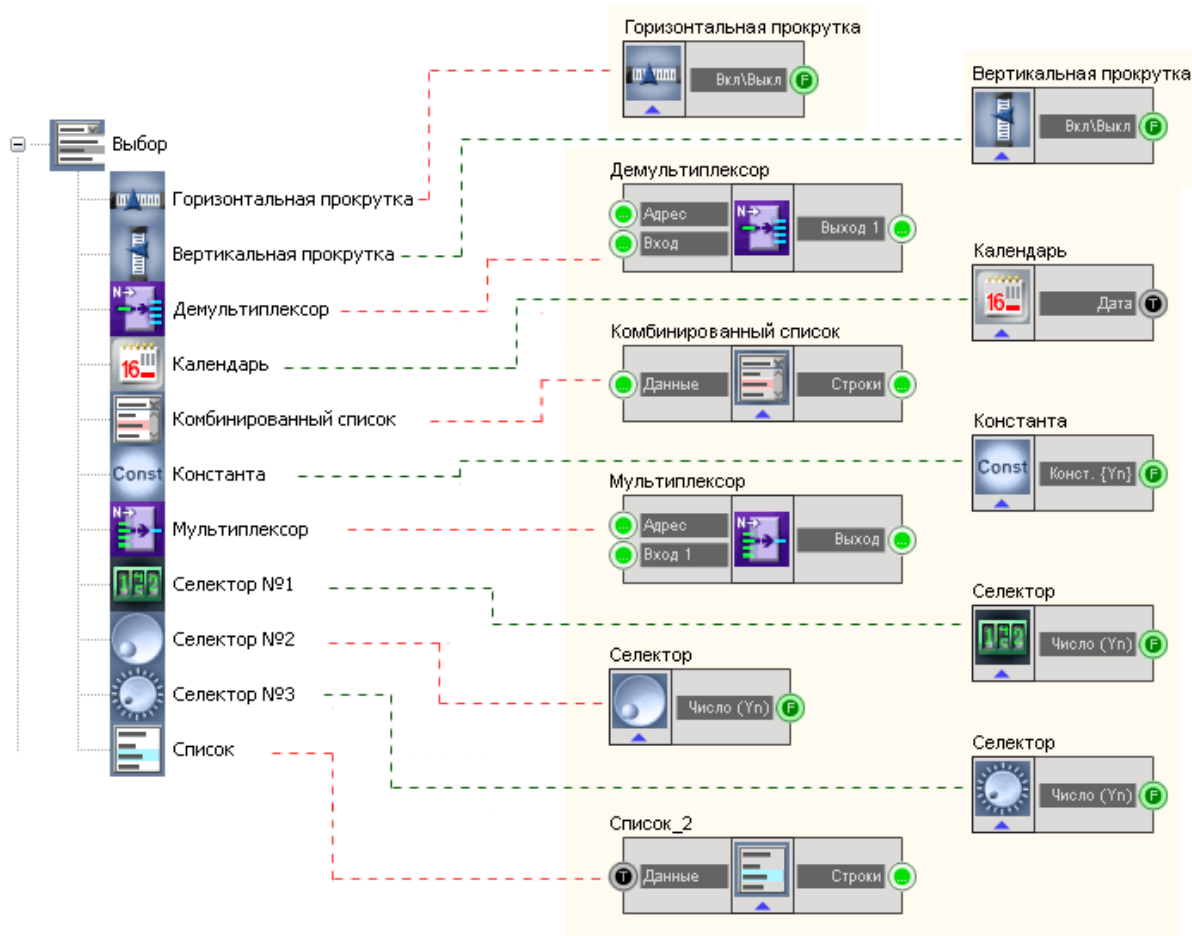 Выбор
Горизонтальная прокрутка
Вертикальная прокрутка
Демультиплексор
N→
16
Календарь
Комбинированный список
Const
Константа
N→
Мультиплексор
Селектор №1
Селектор №2
Селектор №3
Список
Горизонтальная прокрутка
Вкл\Выкл
F
Демультиплексор
Адрес
Вход
N→
Выход 1
Комбинированный список
Данные
Строки
Мультиплексор
Адрес
Вход 1
N→
Выход
Селектор
Число (Yn)
F
Список_2
T
Данные
Строки
Вертикальная прокрутка
Вкл\Выкл
F
Календарь
16
Дата
T
Константа
Const
Конст. {Yn}
F
Селектор
Число (Yn)
F
Селектор
Число (Yn)
F